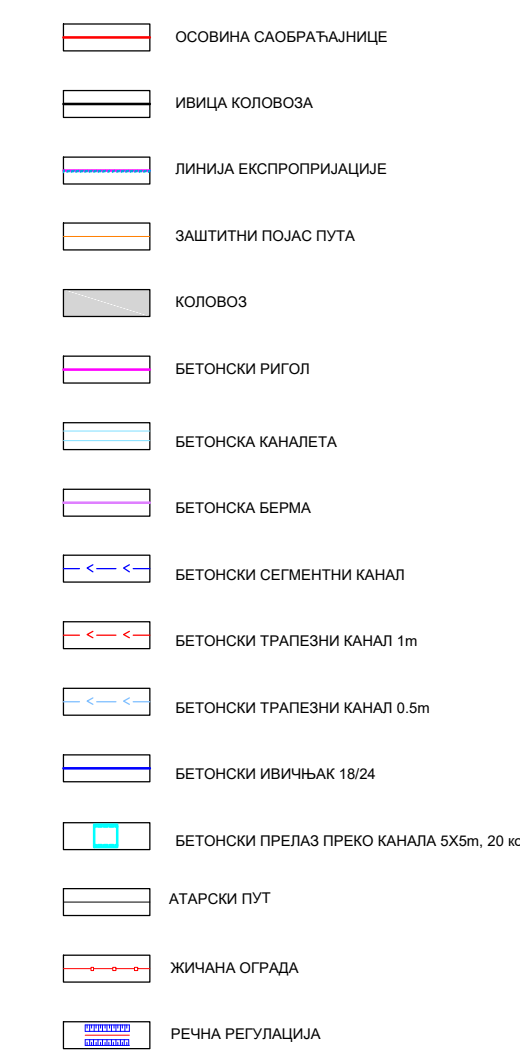 ОСОВИНА САОБРАЋАЈНИЦЕ
ИВИЦА КОЛОВОЗА
ЛИНИЈА ЕКСПРОПРИЈАЦИЈЕ
ЗАШТИТНИ ПОЈАС ПУТА
КОЛОВОЗ
БЕТОНСКИ РИГОЛ
БЕТОНСКА КАНАЛЕТА
БЕТОНСКА БЕРМА
БЕТОНСКИ СЕГМЕНТНИ КАНАЛ
БЕТОНСКИ ТРАПЕЗНИ КАНАЛ 1m
БЕТОНСКИ ТРАПЕЗНИ КАНАЛ 0.5m
БЕТОНСКИ ИВИЧЊАК 18/24
БЕТОНСКИ ПРЕЛАЗ ПРЕКО КАНАЛА 5X5m, 20
АТАРСКИ ПУТ
ЖИЧАНА ОГРАДА
РЕЧНА РЕГУЛАЦИЈА